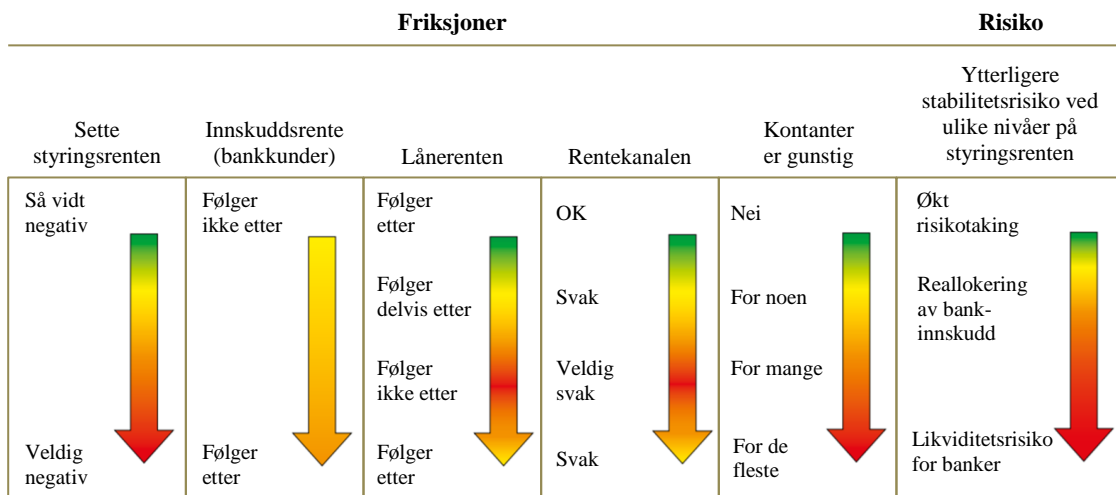 Friksjoner
Risiko
Sette
styringsrenten
Innskuddsrente
(bankkunder)
Lånerenten
Rentekanalen
Kontanter
er gunstig
Ytterligere
stabilitetsrisiko ved
ulike nivåer på
styringsrenten
Så vidt
negativ
Veldig
negativ
Følger
ikke etter
Følger
etter
Følger
etter
Følger
delvis etter
Følger
ikke etter
Følger
etter
OK
Svak
Veldig
svak
Svak
Nei
For noen
For mange
For de
fleste
Økt
risikotaking
Reallokering
av bank-
innskudd
Likviditetsrisiko
for banker